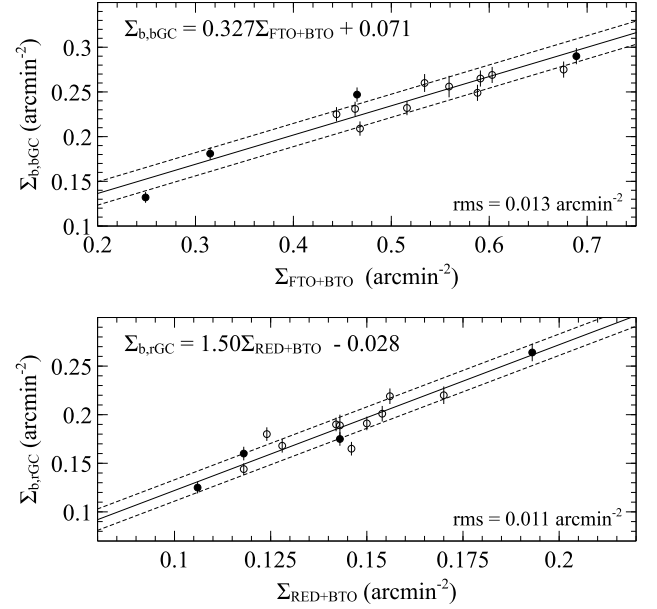 Σb,bGC = 0.327ΣFTO+BTO + 0.071
0.3
0.25
0.2
0.15
0.1
Σb,bGC (arcmin⁻²)
rms = 0.013 arcmin⁻²
0.2 0.3 0.4 0.5 0.6 0.7
ΣFTO+BTO (arcmin⁻²)
Σb,rGC = 1.50ΣRED+BTO - 0.028
0.25
0.2
0.15
0.1
Σb,rGC (arcmin⁻²)
rms = 0.011 arcmin⁻²
0.1 0.125 0.15 0.175 0.2
ΣRED+BTO (arcmin⁻²)